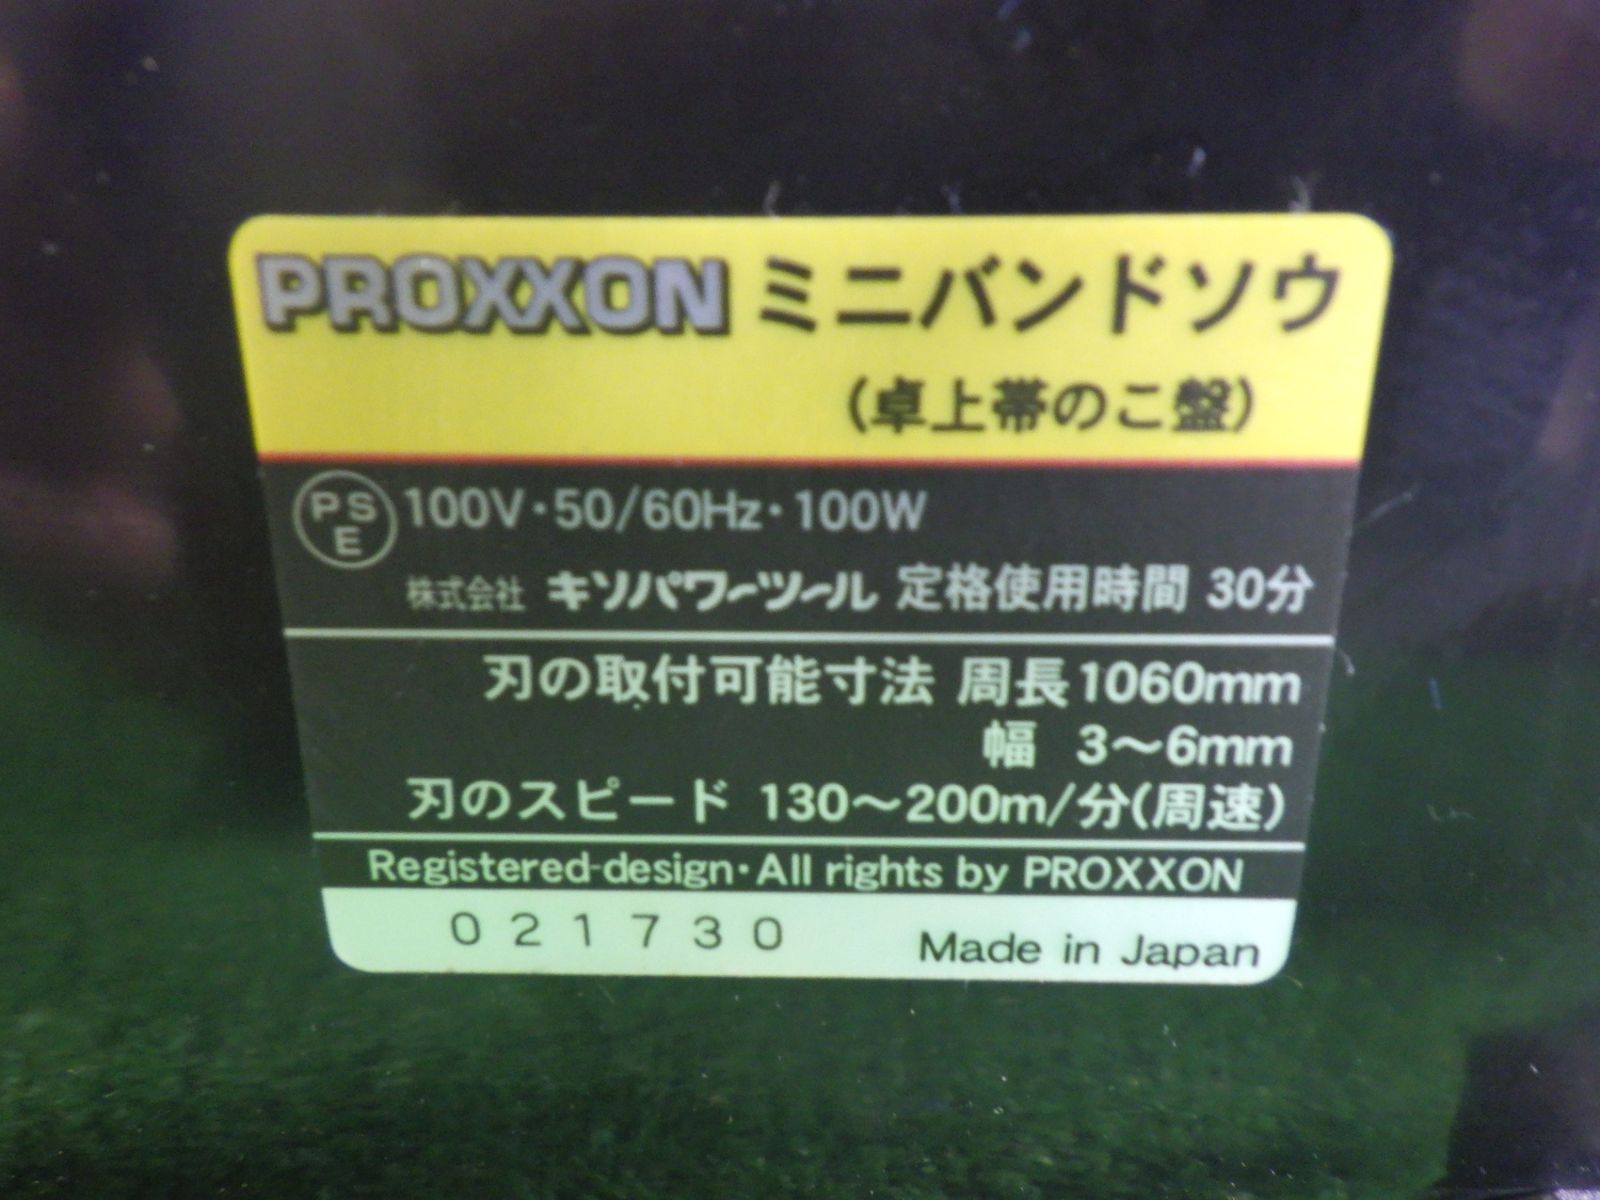 PROXXON ミニバンドソウ
(卓上帯のこ盤)
PSE 100V・50/60Hz・100W
株式会社 キソパワーツール 定格使用時間 30分
刃の取付可能寸法 周長1060mm
幅 3〜6mm
刃のスピード 130〜200m/分(周速)
Registered-design・All rights by PROXXON
021730 Made in Japan